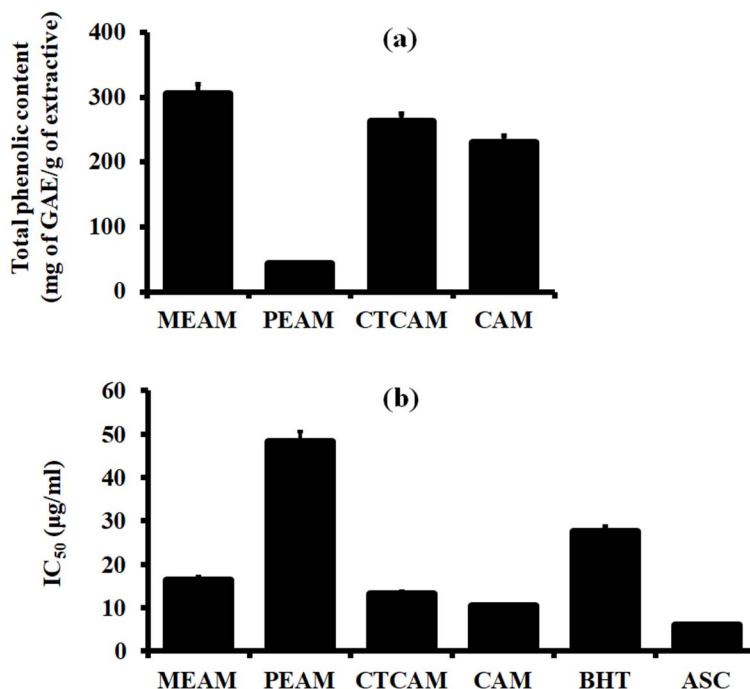 (a)
Total phenolic content
(mg of GAE/g of extractive)
400
300
200
100
0
MEAM PEAM CTCAM CAM
(b)
IC₅₀ (µg/ml)
60
50
40
30
20
10
0
MEAM PEAM CTCAM CAM BHT ASC